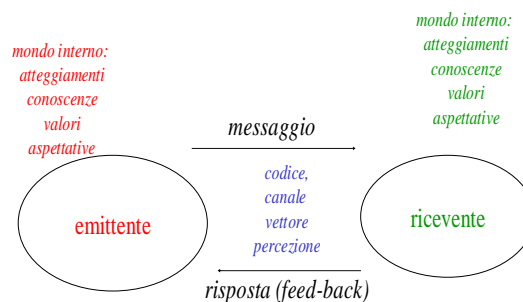 mondo interno:
atteggiamenti
conoscenze
valori
aspettative
mondo interno:
atteggiamenti
conoscenze
valori
aspettative
messaggio
codice,
canale
vettore
percezione
emittente
ricevente
risposta (feed-back)